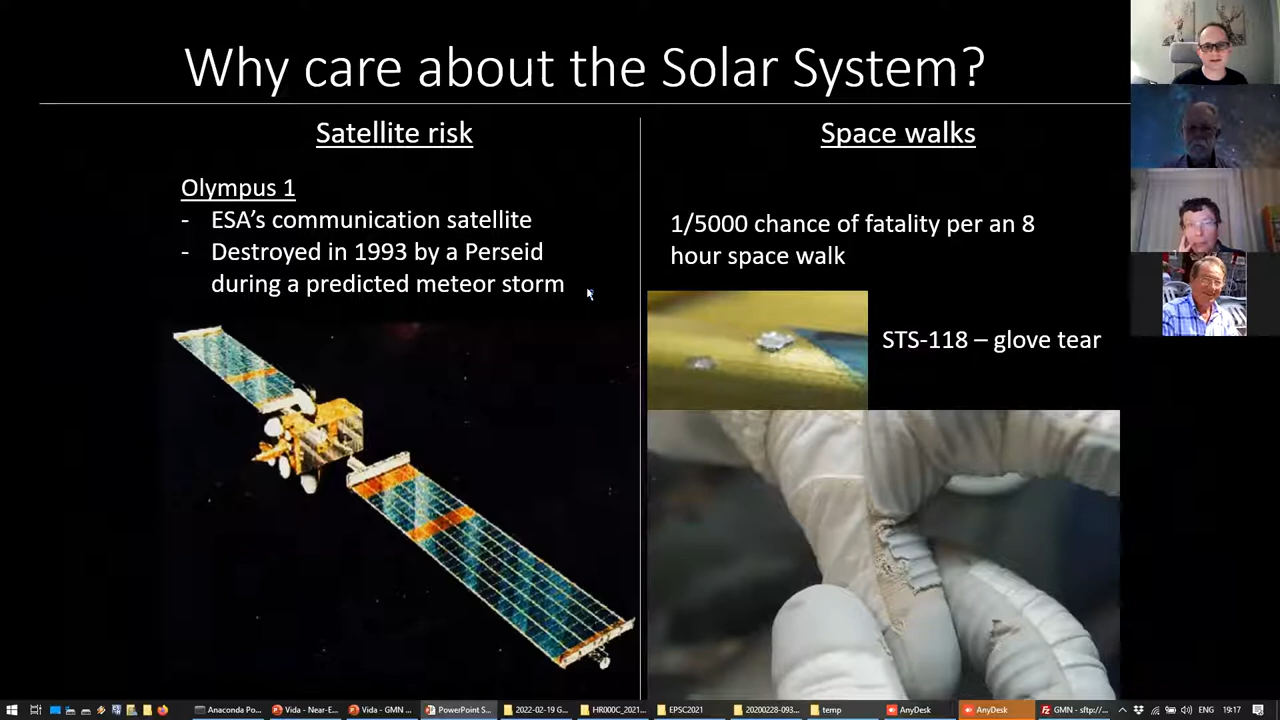 Why care about the Solar System?
Satellite risk
Olympus 1
- ESA's communication satellite
- Destroyed in 1993 by a Perseid
during a predicted meteor storm
Space walks
1/5000 chance of fatality per an 8
hour space walk
STS-118 – glove tear
Anaconda Po...
Vida - Near-E...
Vida - GMN ...
PowerPoint S...
2022-02-19 G...
HR000C_2021...
EPSC2021
20200228-093...
temp
AnyDesk
AnyDesk
GMN - sftp://...
ENG
19:17